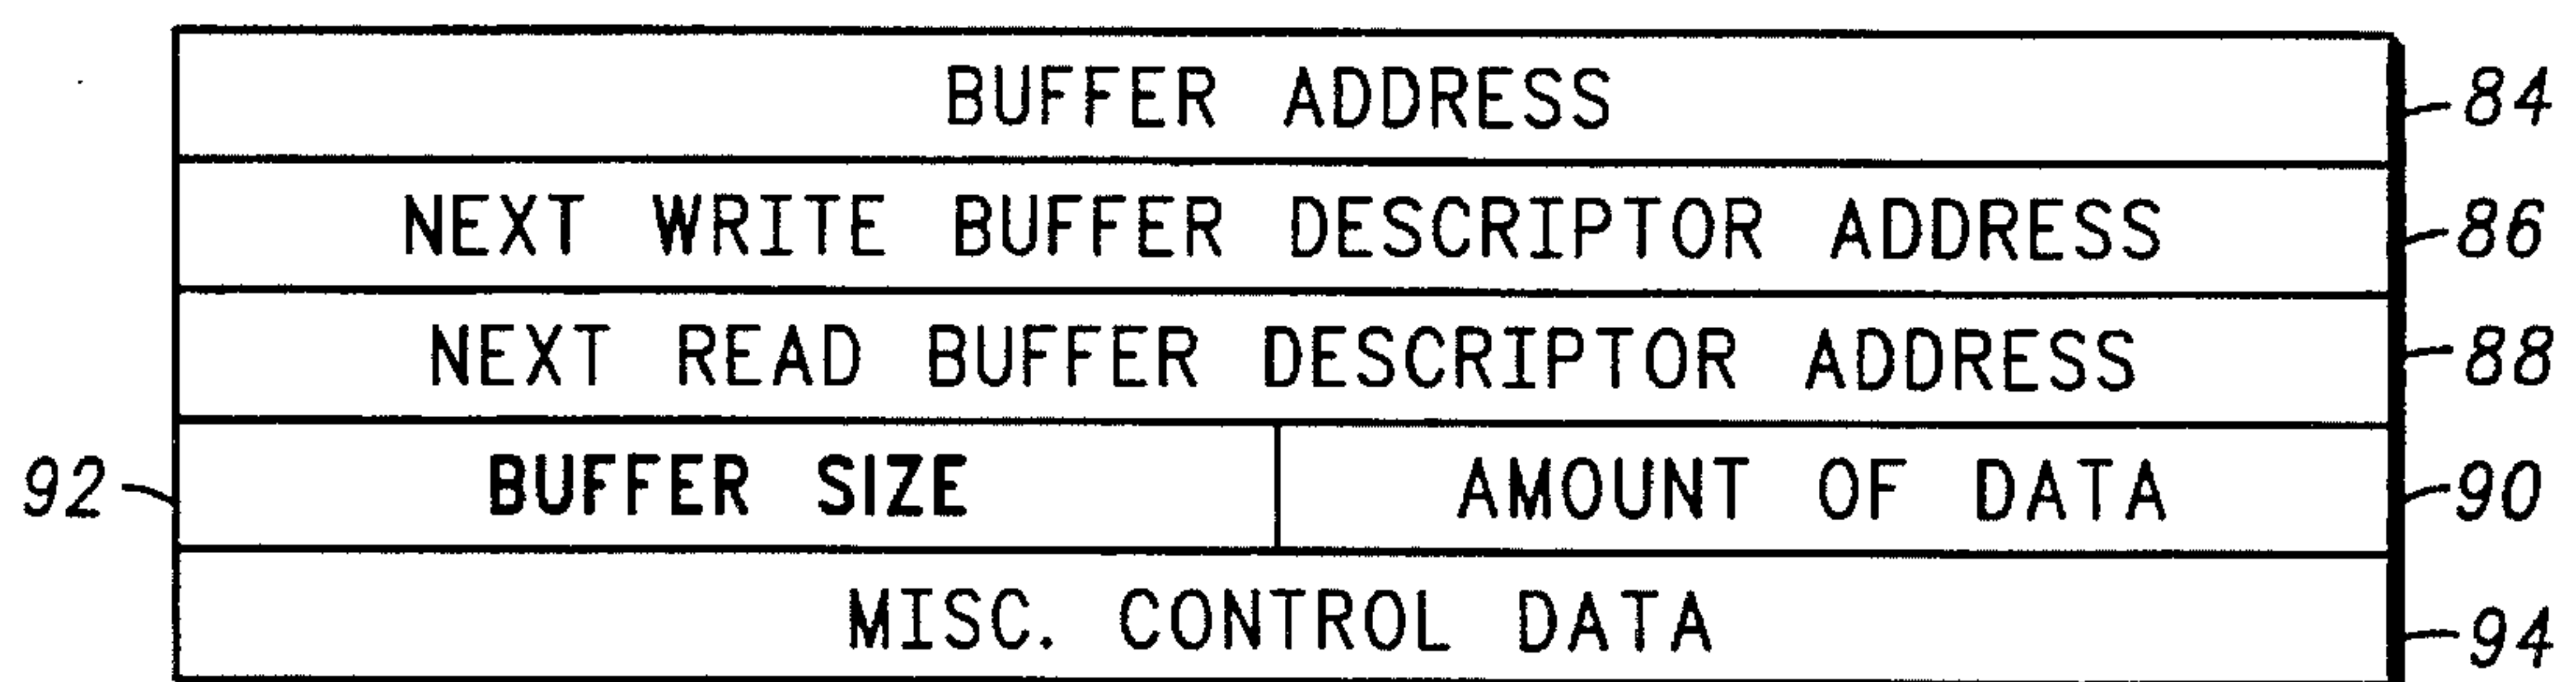 BUFFER ADDRESS 84
NEXT WRITE BUFFER DESCRIPTOR ADDRESS 86
NEXT READ BUFFER DESCRIPTOR ADDRESS 88
92 BUFFER SIZE AMOUNT OF DATA 90
MISC. CONTROL DATA 94